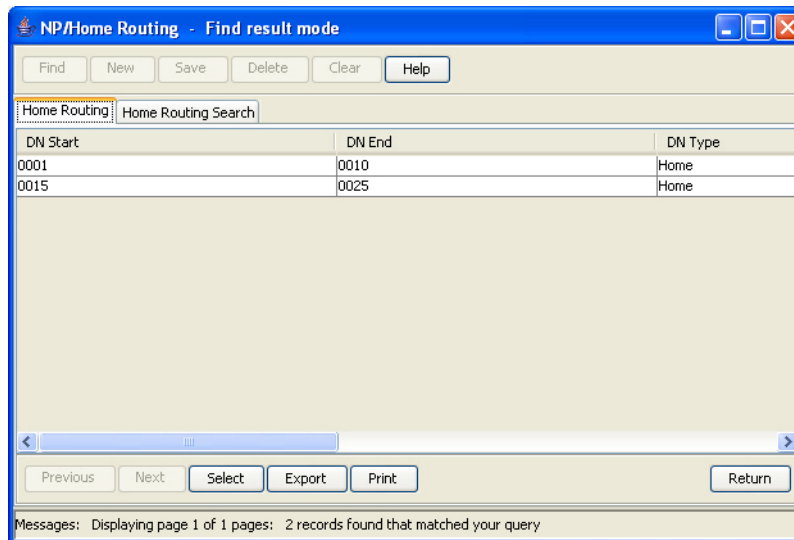 NP/Home Routing - Find result mode
Find New Save Delete Clear Help
Home Routing Home Routing Search
DN Start DN End DN Type
0001 0010 Home
0015 0025 Home
Previous Next Select Export Print Return
Messages: Displaying page 1 of 1 pages: 2 records found that matched your query